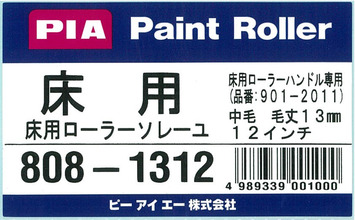 PIA Paint Roller
床用
床用ローラーソレーユ
808-1312
床用ローラーハンドル専用
(品番:901-2011)
中毛 毛丈13mm
12インチ
4 989339 001000
ピーアイエー株式会社